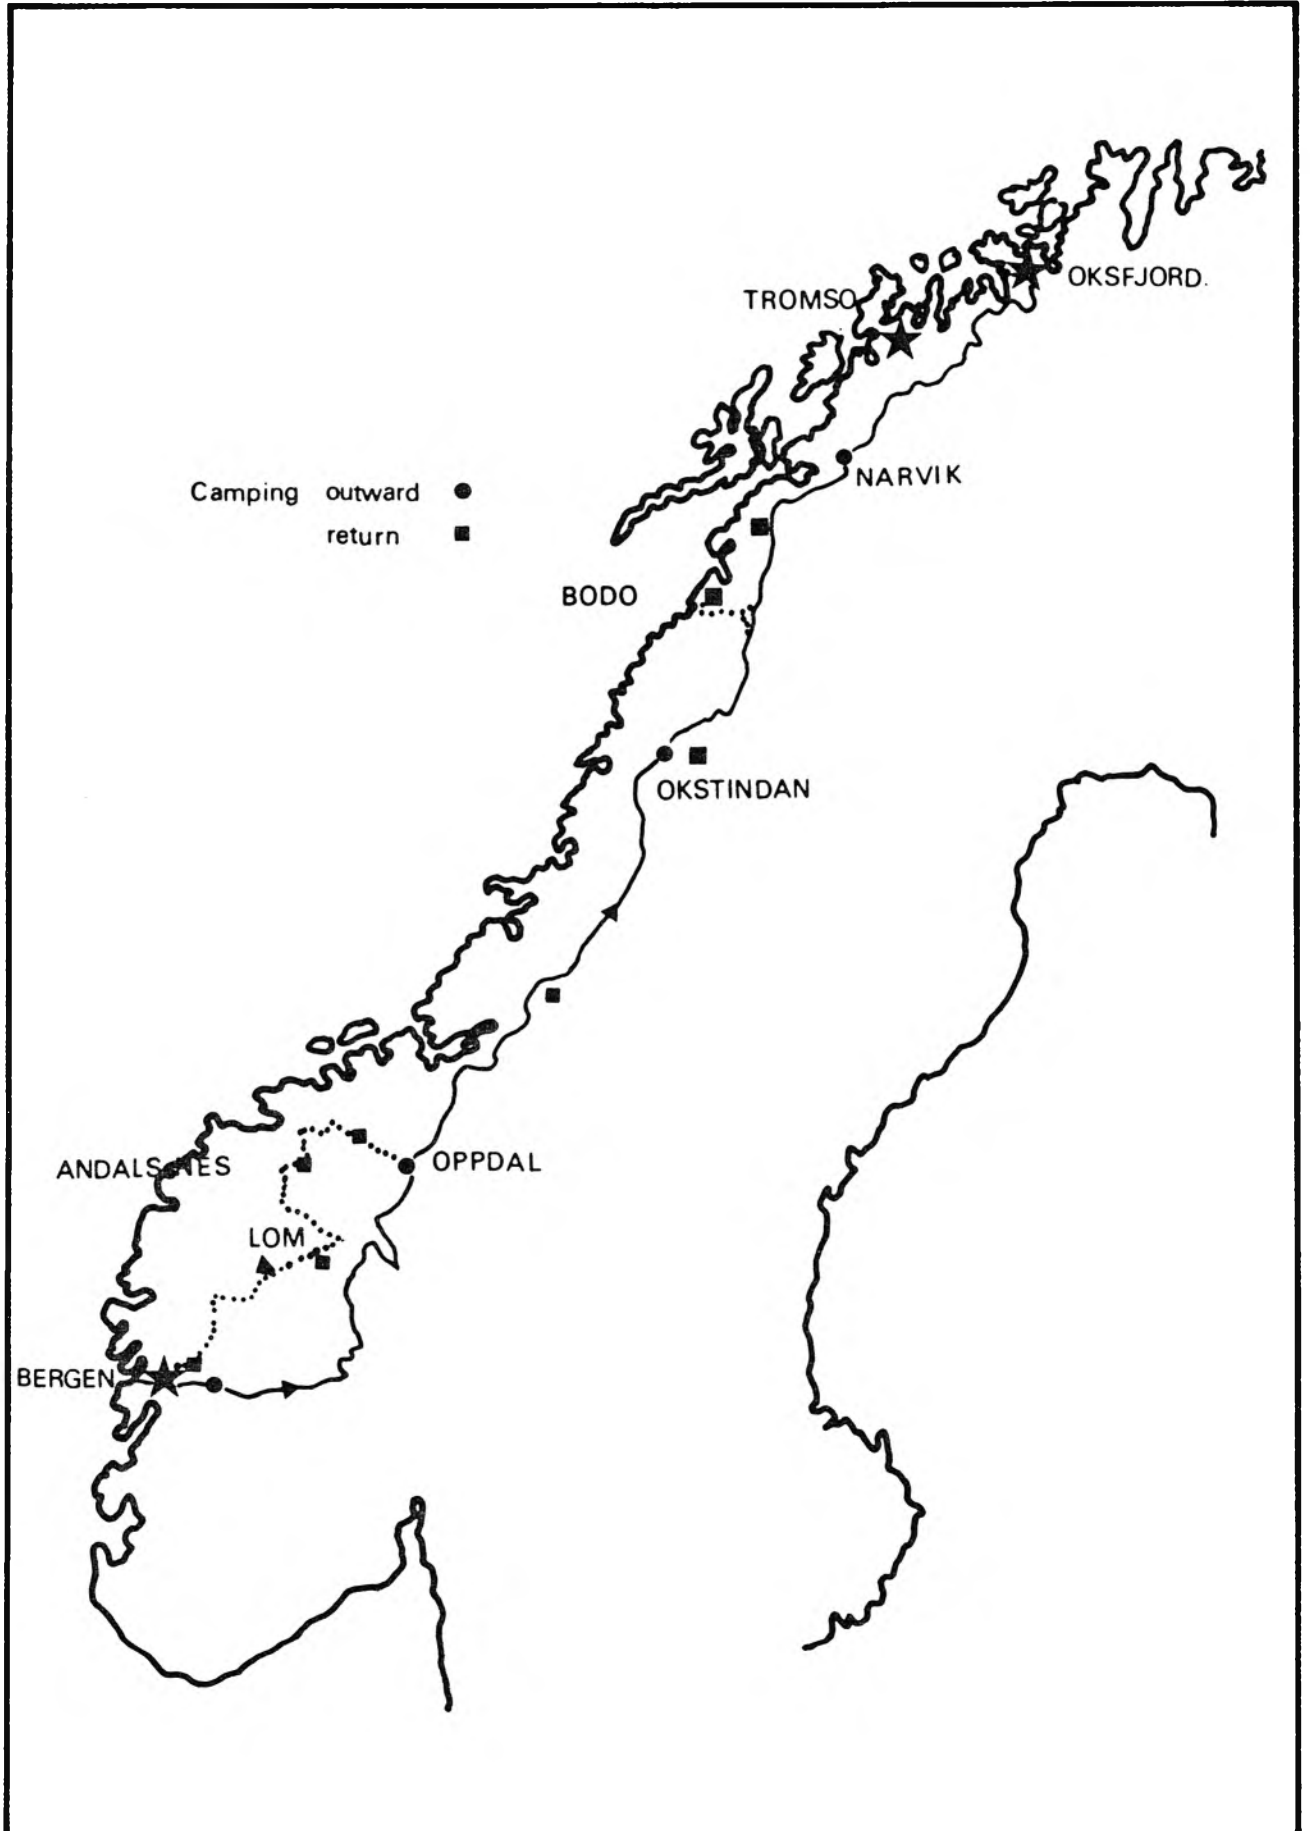 OKSFJORD.
TROMSO
NARVIK
Camping outward
return
BODO
OKSTINDAN
ANDALSNES
OPPDAL
LOM
BERGEN